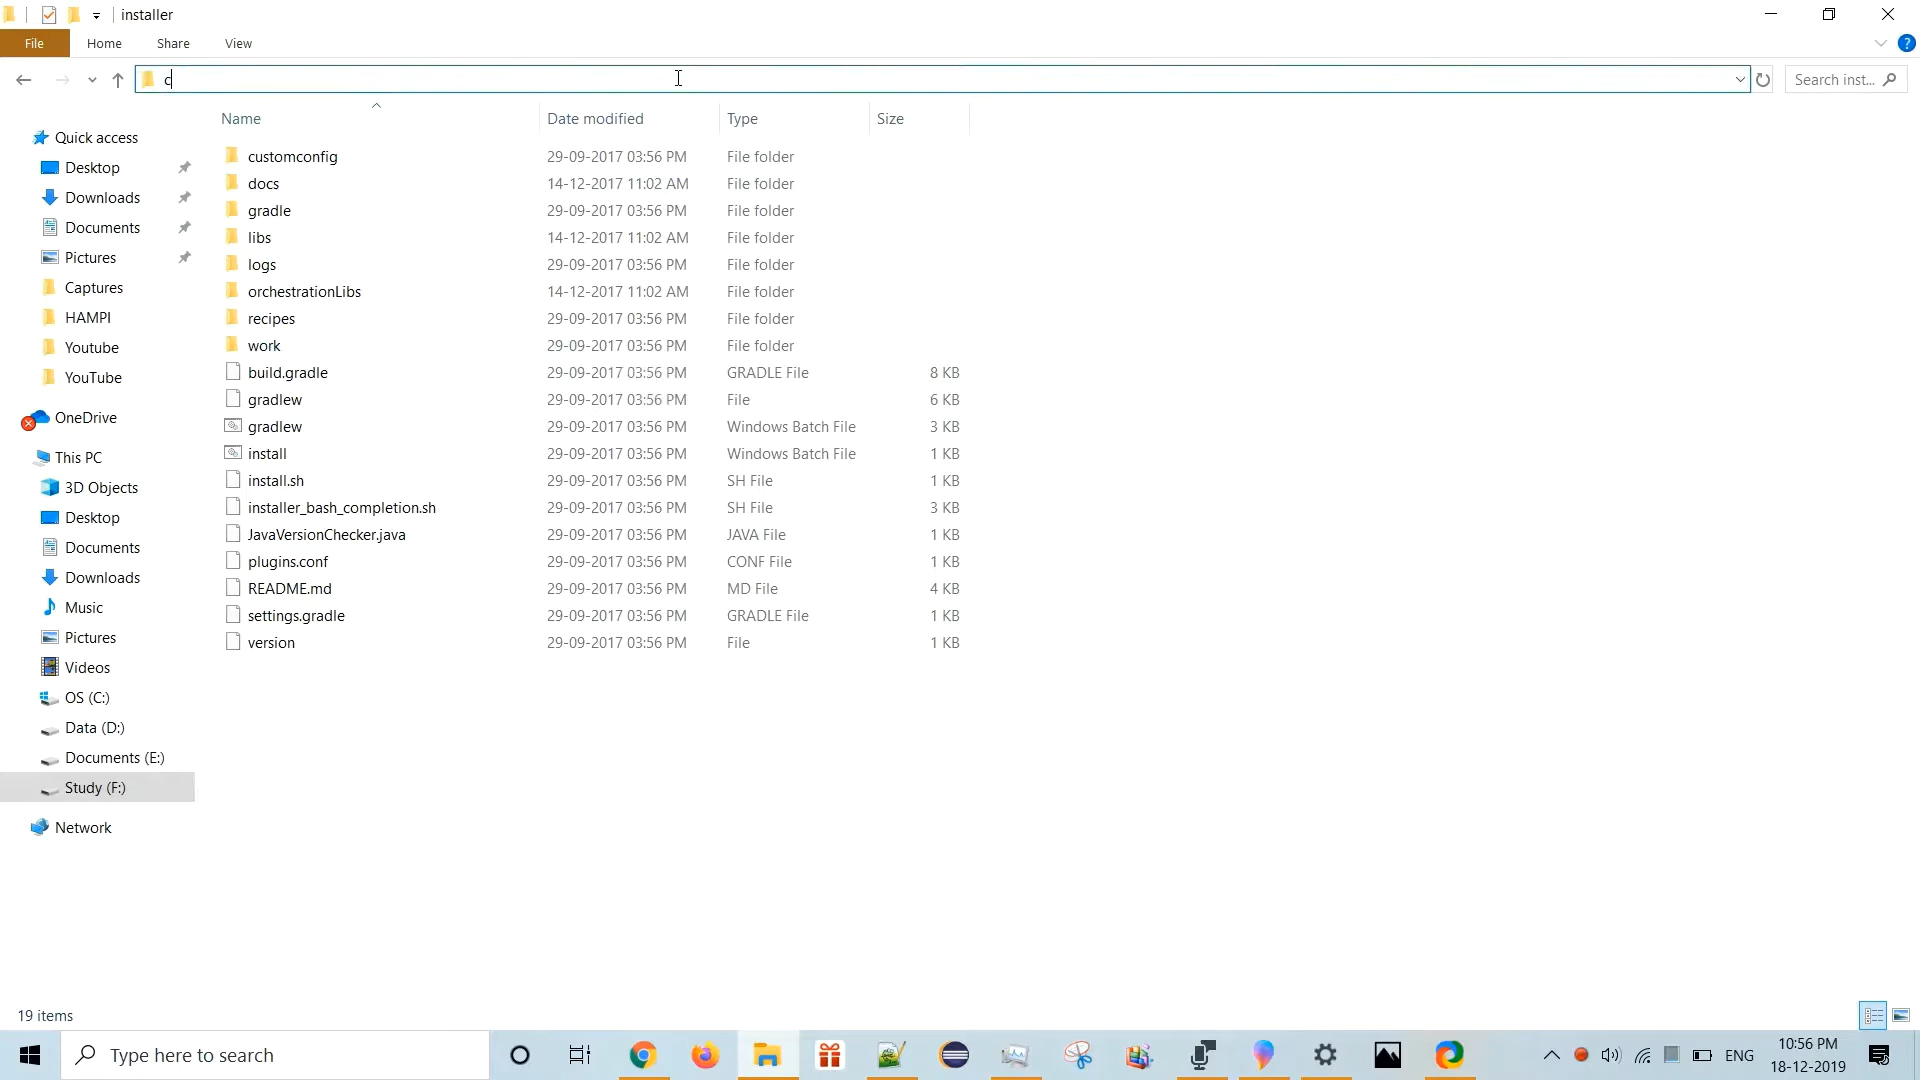 installer
File Home Share View
c
Search inst...
Name Date modified Type Size
Quick access
Desktop
Downloads
Documents
Pictures
Captures
HAMPI
Youtube
YouTube
OneDrive
This PC
3D Objects
Desktop
Documents
Downloads
Music
Pictures
Videos
OS (C:)
Data (D:)
Documents (E:)
Study (F:)
Network
customconfig 29-09-2017 03:56 PM File folder
docs 14-12-2017 11:02 AM File folder
gradle 29-09-2017 03:56 PM File folder
libs 14-12-2017 11:02 AM File folder
logs 29-09-2017 03:56 PM File folder
orchestrationLibs 14-12-2017 11:02 AM File folder
recipes 29-09-2017 03:56 PM File folder
work 29-09-2017 03:56 PM File folder
build.gradle 29-09-2017 03:56 PM GRADLE File 8 KB
gradlew 29-09-2017 03:56 PM File 6 KB
gradlew 29-09-2017 03:56 PM Windows Batch File 3 KB
install 29-09-2017 03:56 PM Windows Batch File 1 KB
install.sh 29-09-2017 03:56 PM SH File 1 KB
installer_bash_completion.sh 29-09-2017 03:56 PM SH File 3 KB
JavaVersionChecker.java 29-09-2017 03:56 PM JAVA File 1 KB
plugins.conf 29-09-2017 03:56 PM CONF File 1 KB
README.md 29-09-2017 03:56 PM MD File 4 KB
settings.gradle 29-09-2017 03:56 PM GRADLE File 1 KB
version 29-09-2017 03:56 PM File 1 KB
19 items
Type here to search
ENG
10:56 PM
18-12-2019